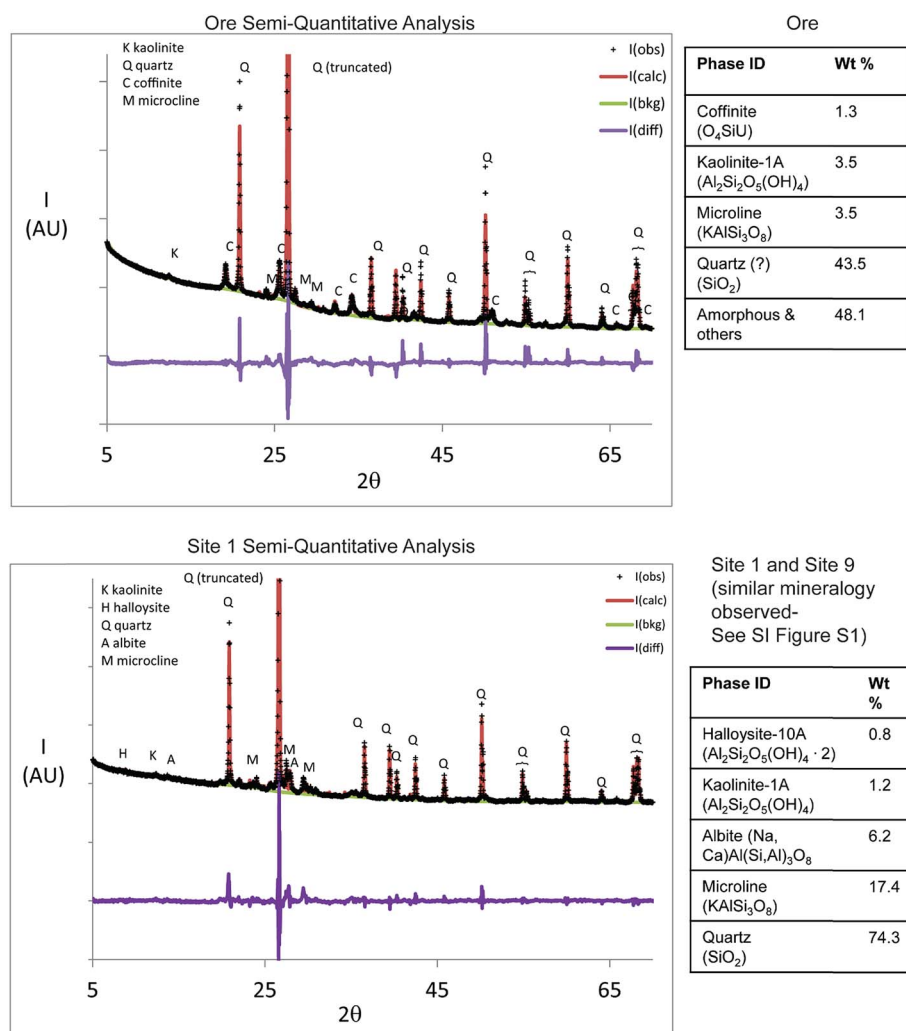 Ore Semi-Quantitative Analysis
K kaolinite
Q quartz
C coffinite
M microcline
Q
Q (truncated)
I(obs)
I(calc)
I(bkg)
I(diff)
I
(AU)
K
C
C
M
M
M
C
C
Q
Q
Q
Q
Q
C
Q
Q
Q
C
Q
C
5
25
45
65
2θ
Ore
Phase ID Wt %
Coffinite 1.3
(O₄SiU)
Kaolinite-1A 3.5
(Al₂Si₂O₅(OH)₄)
Microline 3.5
(KAlSi₃O₈)
Quartz (?) 43.5
(SiO₂)
Amorphous & 48.1
others
Site 1 Semi-Quantitative Analysis
K kaolinite
H halloysite
Q quartz
A albite
M microcline
Q (truncated)
Q
I(obs)
I(calc)
I(bkg)
I(diff)
I
(AU)
H
K
A
M
M
A
M
Q
Q
Q
Q
Q
Q
Q
Q
Q
Q
5
25
45
65
2θ
Site 1 and Site 9
(similar mineralogy
observed-
See SI Figure S1)
Phase ID Wt
%
Halloysite-10A 0.8
(Al₂Si₂O₅(OH)₄ · 2)
Kaolinite-1A 1.2
(Al₂Si₂O₅(OH)₄)
Albite (Na, 6.2
Ca)Al(Si,Al)₃O₈
Microline 17.4
(KAlSi₃O₈)
Quartz 74.3
(SiO₂)